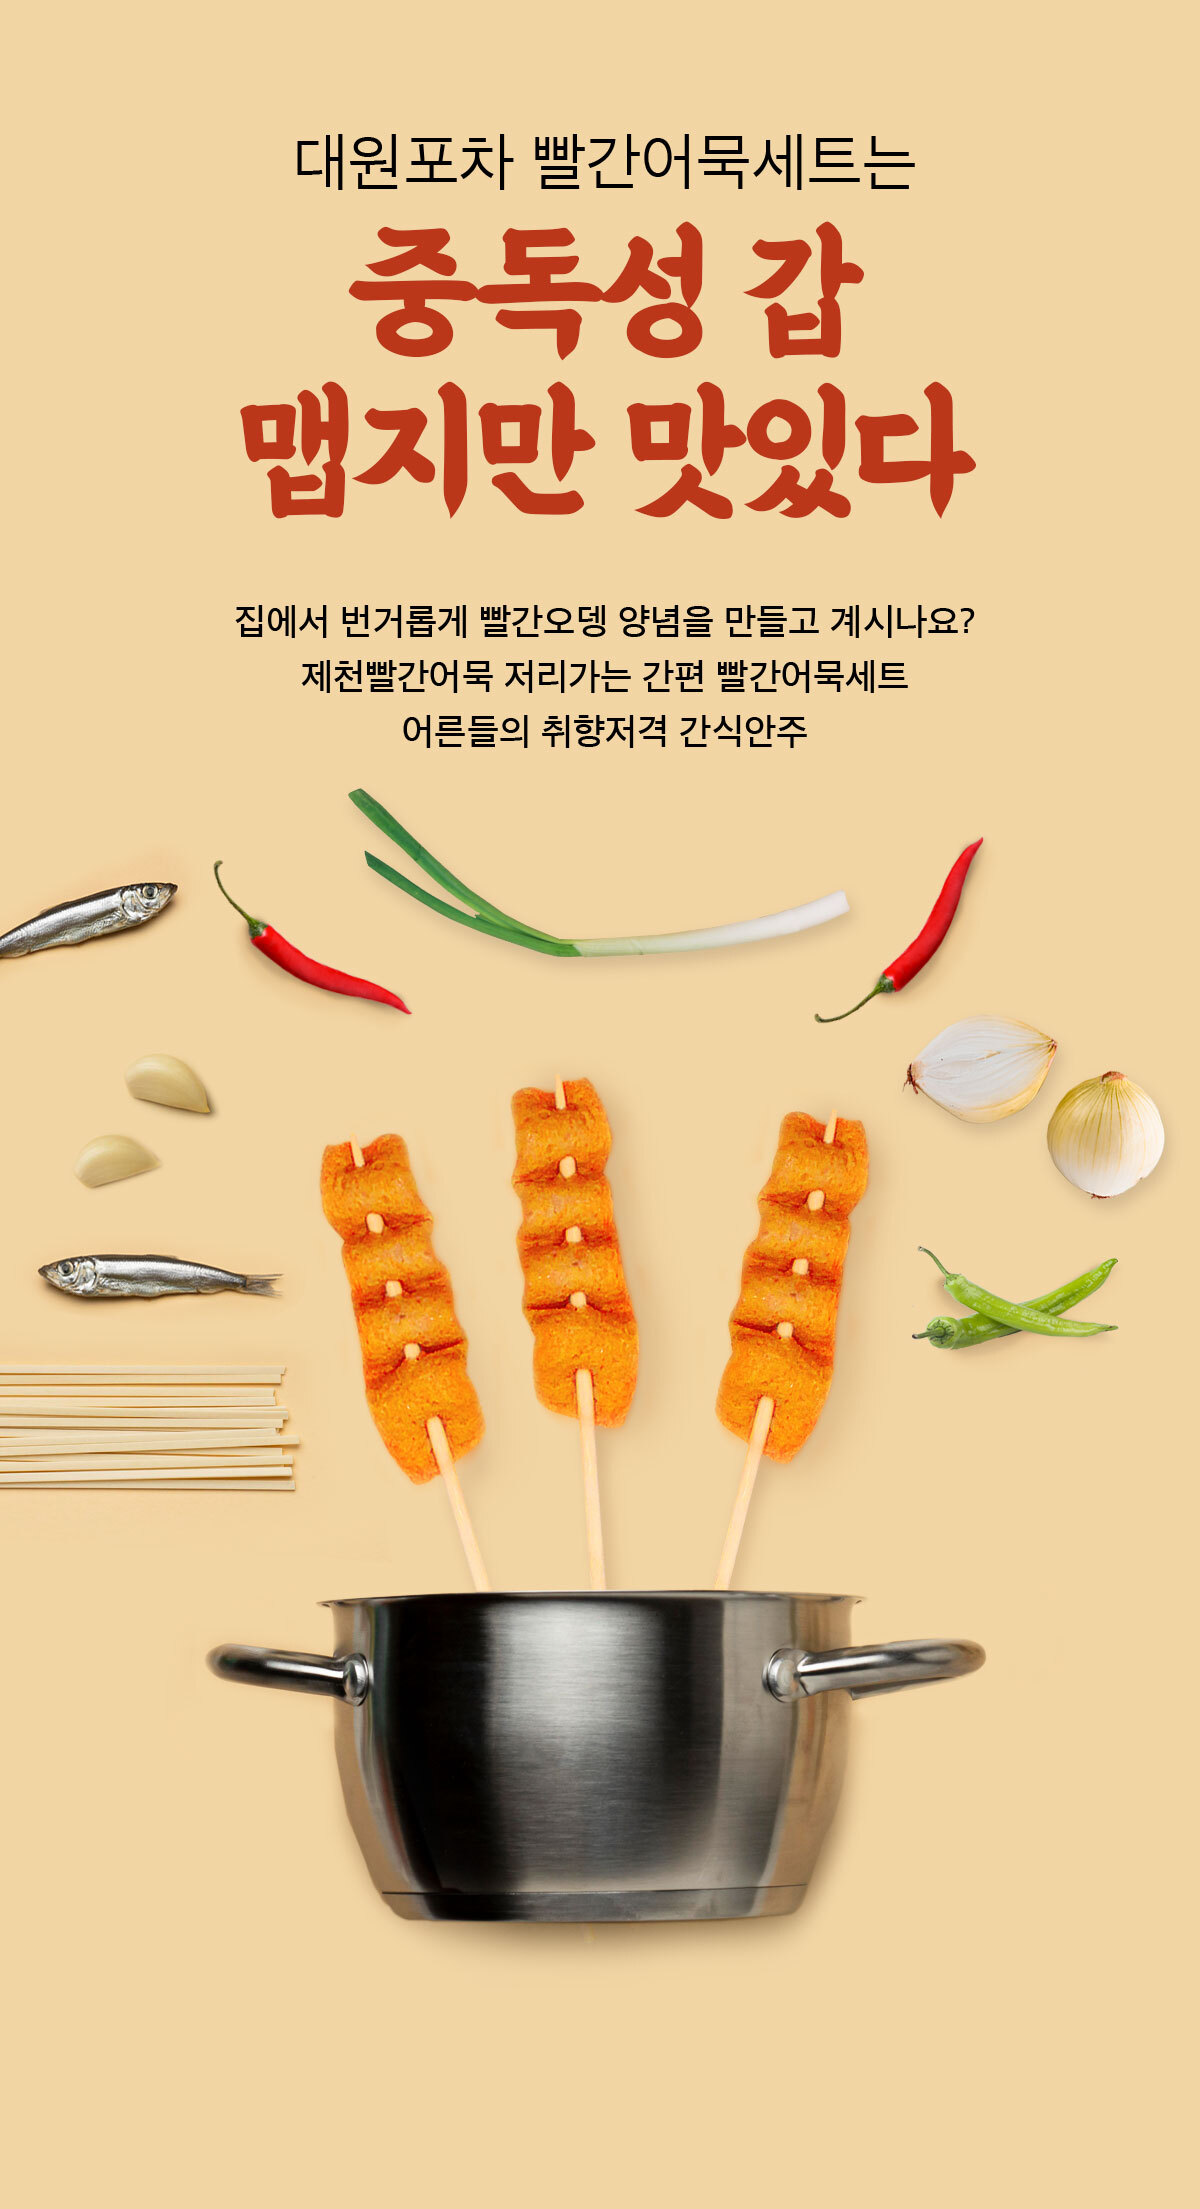 대원포차 빨간어묵세트는
중독성 갑
맵지만 맛있다
집에서 번거롭게 빨간오뎅 양념을 만들고 계시나요?
제천빨간어묵 저리가는 간편 빨간어묵세트
어른들의 취향저격 간식안주